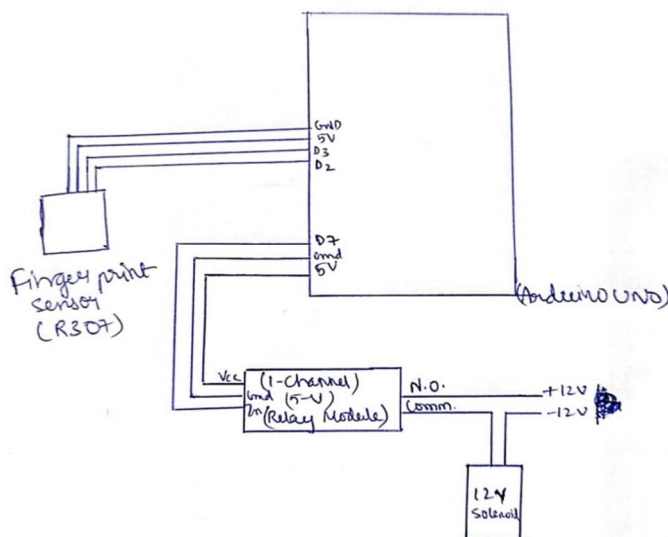 GND
5V
D3
D2
D7
Gmd
5V
Finger print
sensor
(R307)
(Arduino UNO)
Vcc
Gnd
In
(1-Channel)
(5-V)
(Relay Module)
N.O.
Comm.
+12V
-12V
12V
Solenoid